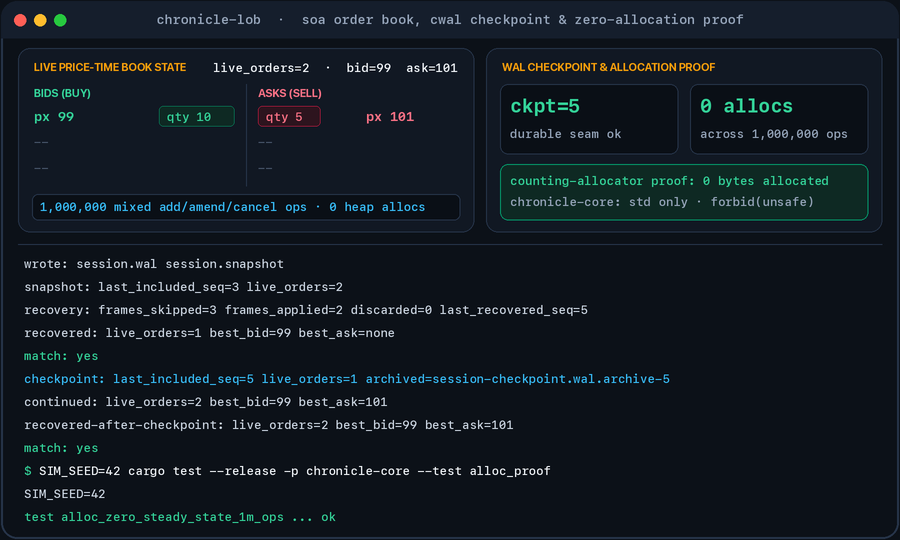 chronicle-lob · soa order book, cwal checkpoint & zero-allocation proof
LIVE PRICE-TIME BOOK STATE live_orders=2 · bid=99 ask=101
BIDS (BUY) ASKS (SELL)
px 99 qty 10 qty 5 px 101
—— ——
—— ——
1,000,000 mixed add/amend/cancel ops · 0 heap allocs
WAL CHECKPOINT & ALLOCATION PROOF
ckpt=5 0 allocs
durable seam ok across 1,000,000 ops
counting-allocator proof: 0 bytes allocated
chronicle-core: std only · forbid(unsafe)
wrote: session.wal session.snapshot
snapshot: last_included_seq=3 live_orders=2
recovery: frames_skipped=3 frames_applied=2 discarded=0 last_recovered_seq=5
recovered: live_orders=1 best_bid=99 best_ask=none
match: yes
checkpoint: last_included_seq=5 live_orders=1 archived=session-checkpoint.wal.archive-5
continued: live_orders=2 best_bid=99 best_ask=101
recovered-after-checkpoint: live_orders=2 best_bid=99 best_ask=101
match: yes
$ SIM_SEED=42 cargo test --release -p chronicle-core --test alloc_proof
SIM_SEED=42
test alloc_zero_steady_state_1m_ops ... ok